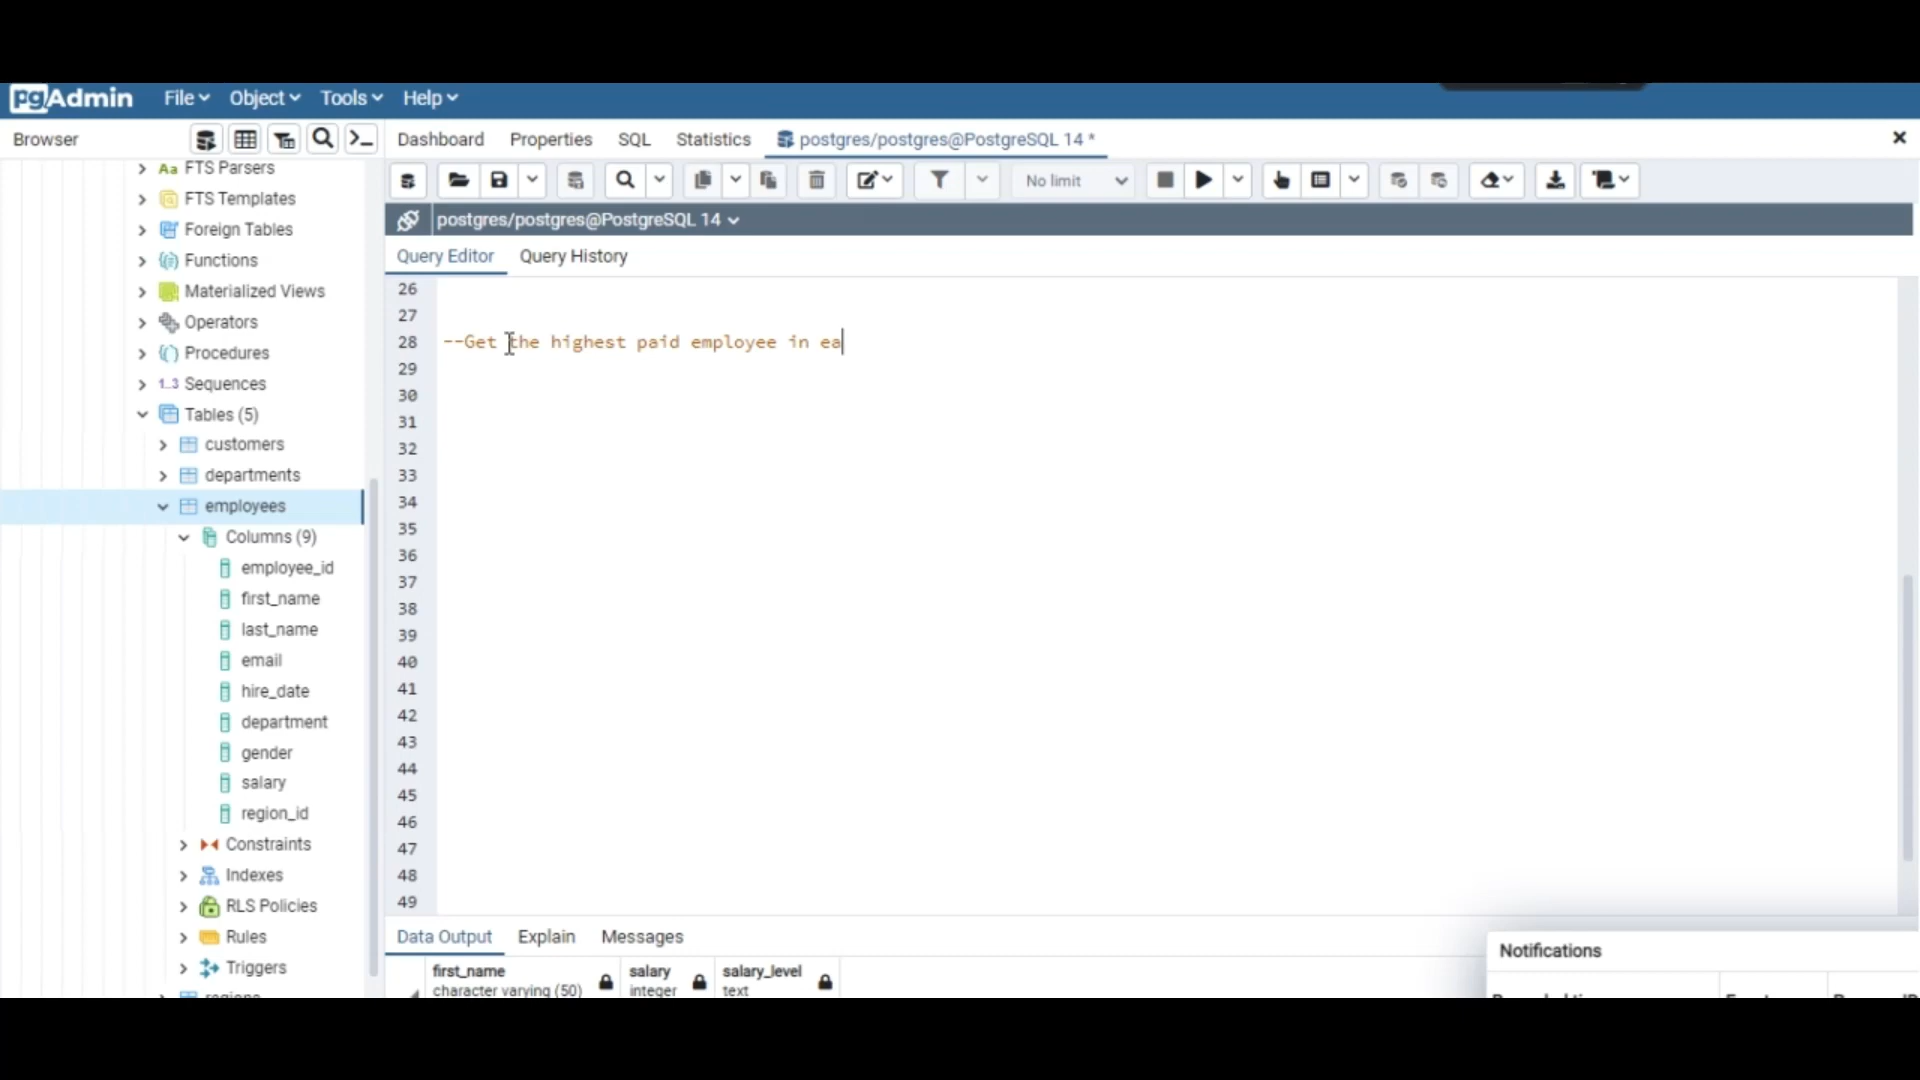 pgAdmin File Object Tools Help
Browser
Dashboard Properties SQL Statistics postgres/postgres@PostgreSQL 14 *
No limit
postgres/postgres@PostgreSQL 14
Query Editor Query History
FTS Parsers
FTS Templates
Foreign Tables
Functions
Materialized Views
Operators
Procedures
1..3 Sequences
Tables (5)
customers
departments
employees
Columns (9)
employee_id
first_name
last_name
email
hire_date
department
gender
salary
region_id
Constraints
Indexes
RLS Policies
Rules
Triggers
26
27
28 --Get the highest paid employee in ea
29
30
31
32
33
34
35
36
37
38
39
40
41
42
43
44
45
46
47
48
49
Data Output Explain Messages
Notifications
first_name salary salary_level
character varying (50) integer text